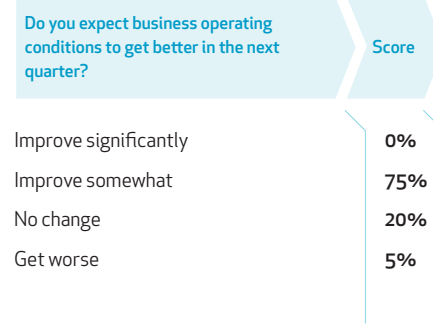 Do you expect business operating
conditions to get better in the next
quarter?
Score
Improve significantly 0%
Improve somewhat 75%
No change 20%
Get worse 5%